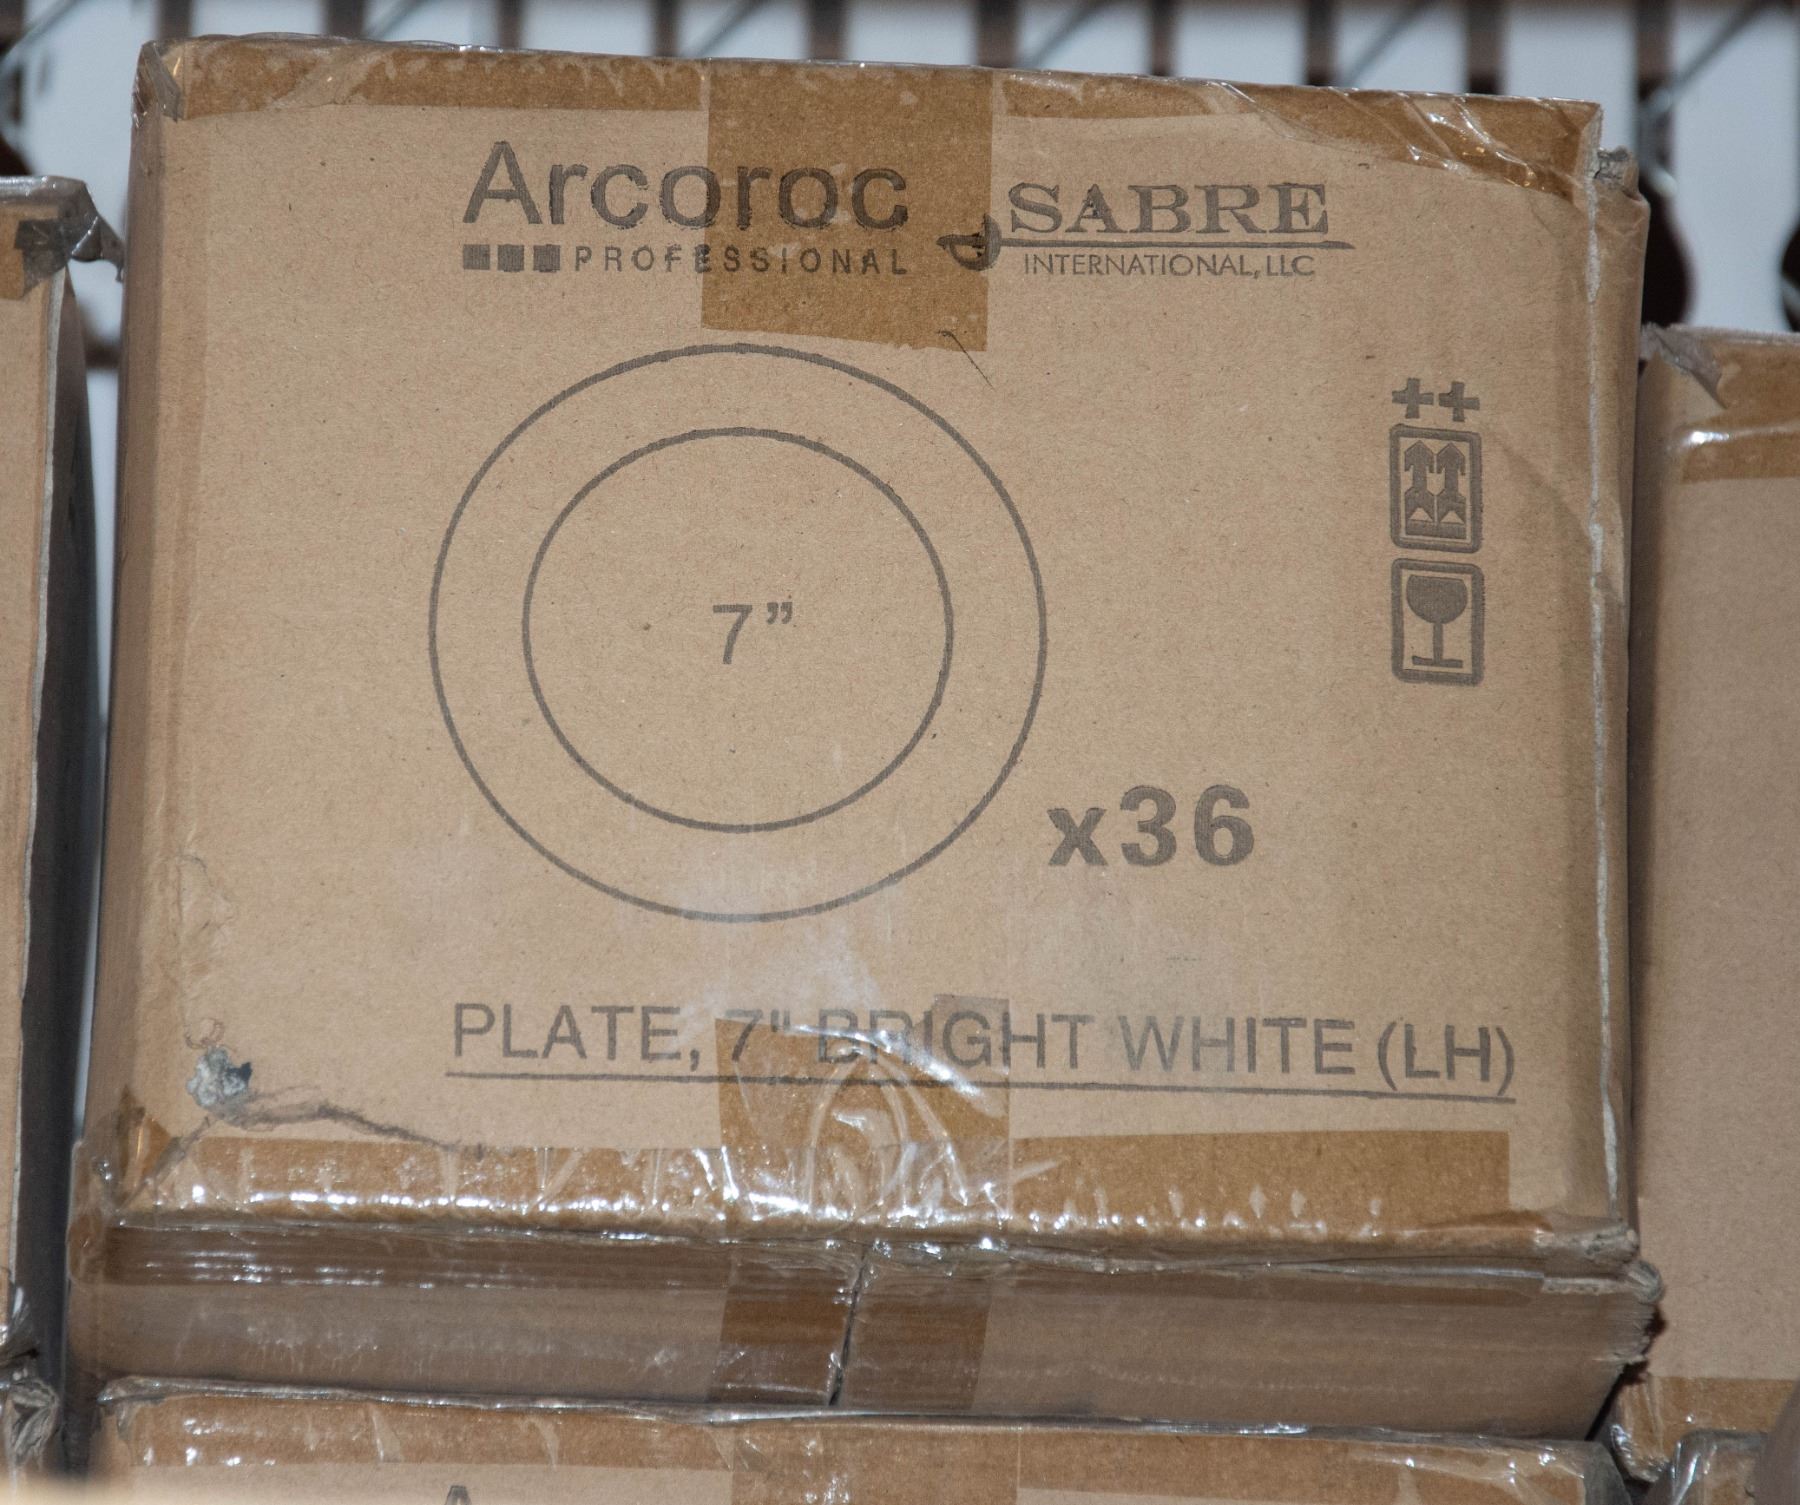 Arcoroc
PROFESSIONAL
SABRE
INTERNATIONAL, LLC
7”
x36
PLATE, 7" BRIGHT WHITE (LH)